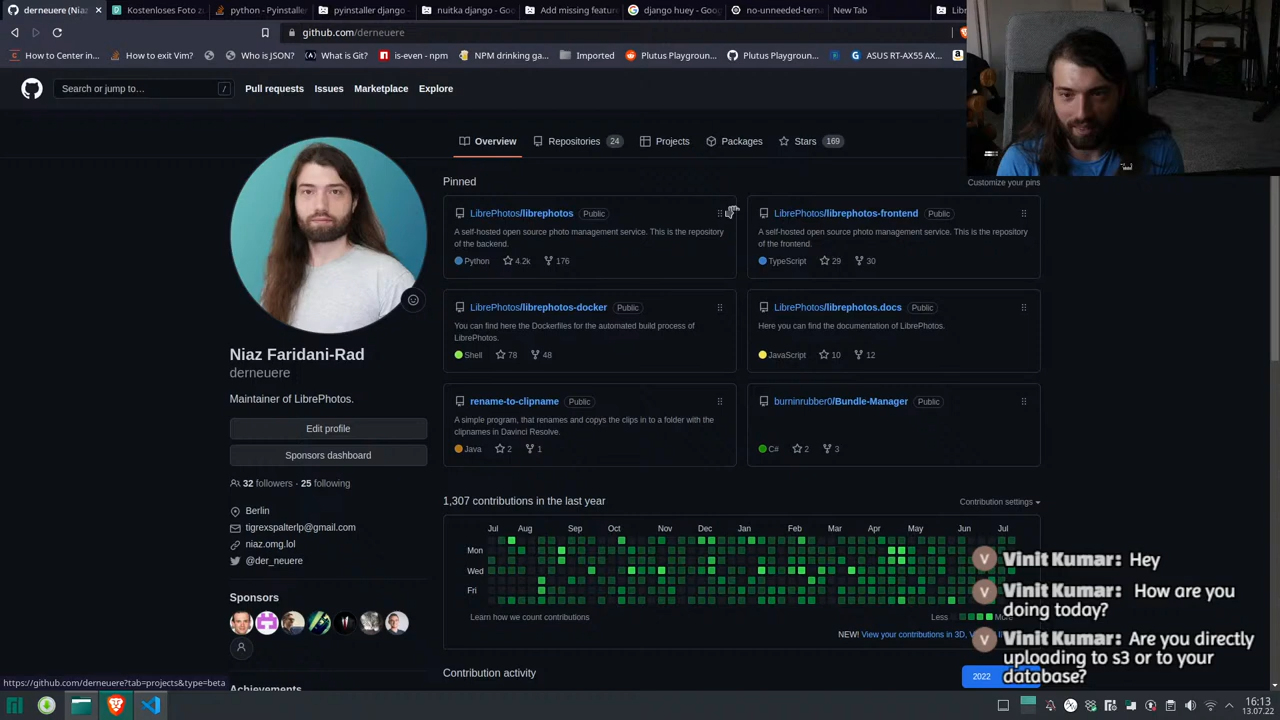 derneuere (Niaz
Kostenloses Foto zu
python - Pyinstaller
pyinstaller django -
nuitka django - Goo
Add missing featur
django huey - Goog
no-unneeded-terna
New Tab
github.com/derneuere
How to Center in...
How to exit Vim?
What is JSON?
What is Git?
is-even - npm
NPM drinking ga...
Imported
Plutus Playgroun...
Plutus Playgroun...
ASUS RT-AX55 AX...
Search or jump to... /
Pull requests
Issues
Marketplace
Explore
Overview
Repositories 24
Projects
Packages
Stars 169
Pinned
Customize your pins
LibrePhotos/librephotos Public
A self-hosted open source photo management service. This is the repository
of the backend.
Python 4.2k 176
LibrePhotos/librephotos-frontend Public
A self-hosted open source photo management service. This is the repository
of the frontend.
TypeScript 29 30
LibrePhotos/librephotos-docker Public
You can find here the Dockerfiles for the automated build process of
LibrePhotos.
Shell 78 48
LibrePhotos/librephotos.docs Public
Here you can find the documentation of LibrePhotos.
JavaScript 10 12
rename-to-clipname Public
A simple program, that renames and copys the clips in to a folder with the
clipnames in Davinci Resolve.
Java 2 1
burninrubber0/Bundle-Manager Public
C# 2 3
Niaz Faridani-Rad
derneuere
Maintainer of LibrePhotos.
Edit profile
Sponsors dashboard
32 followers · 25 following
Berlin
tigrexspalterlp@gmail.com
niaz.omg.lol
@der_neuere
Sponsors
Achievements
1,307 contributions in the last year
Contribution settings
Jul Aug Sep Oct Nov Dec Jan Feb Mar Apr May Jun Jul
Mon
Wed
Fri
Learn how we count contributions
Less More
NEW! View your contributions in 3D, V
Contribution activity
2022
Vinit Kumar: Hey
Vinit Kumar: How are you
doing today?
Vinit Kumar: Are you directly
uploading to s3 or to your
database?
https://github.com/derneuere?tab=projects&type=beta
16:13
13.07.22